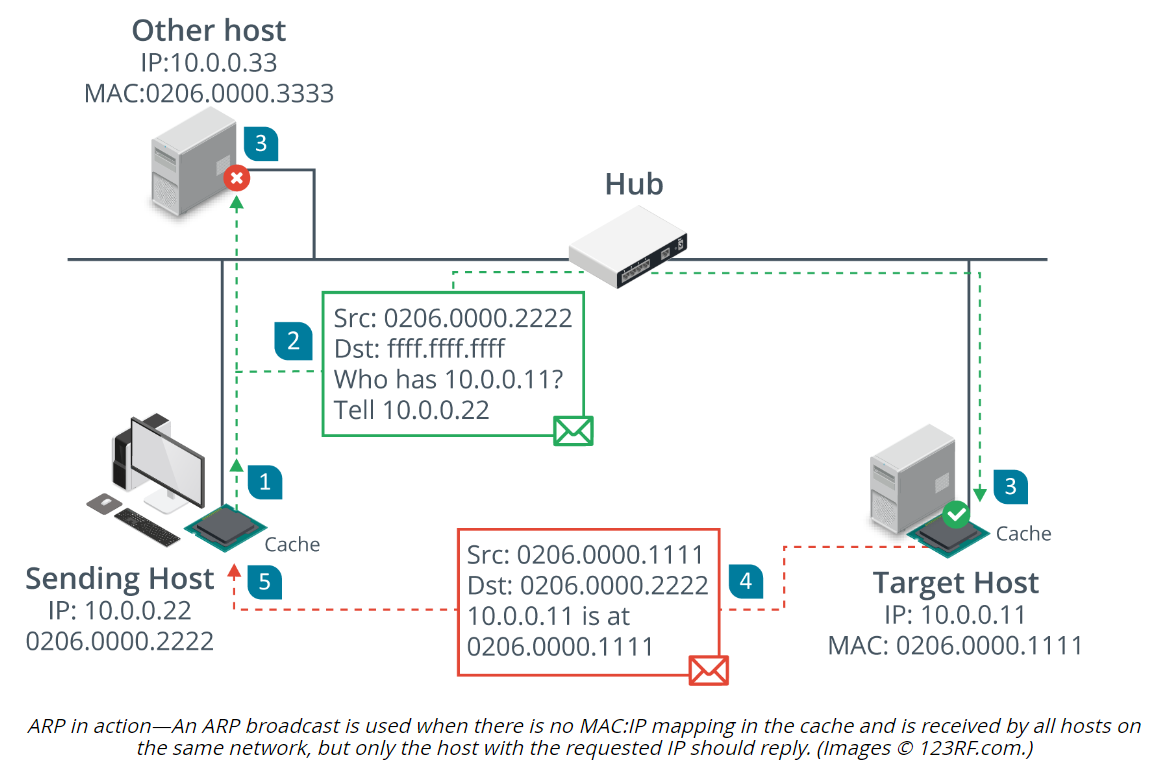 Other host
IP:10.0.0.33
MAC:0206.0000.3333
3
Hub
2
Src: 0206.0000.2222
Dst: ffff.ffff.ffff
Who has 10.0.0.11?
Tell 10.0.0.22
1
Cache
Sending Host
IP: 10.0.0.22
0206.0000.2222
5
Src: 0206.0000.1111
Dst: 0206.0000.2222
10.0.0.11 is at
0206.0000.1111
4
3
Cache
Target Host
IP: 10.0.0.11
MAC: 0206.0000.1111
ARP in action—An ARP broadcast is used when there is no MAC:IP mapping in the cache and is received by all hosts on
the same network, but only the host with the requested IP should reply. (Images © 123RF.com.)